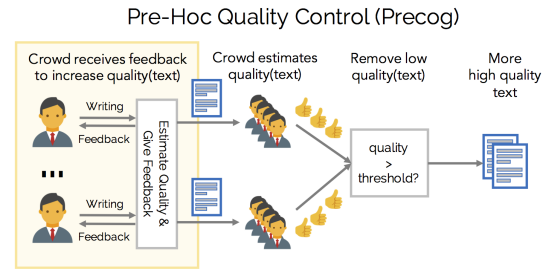 Pre-Hoc Quality Control (Precog)
Crowd receives feedback
to increase quality(text)
Crowd estimates
quality(text)
Remove low
quality(text)
More
high quality
text
Writing
Feedback
Estimate Quality &
Give Feedback
...
Writing
Feedback
quality
>
threshold?